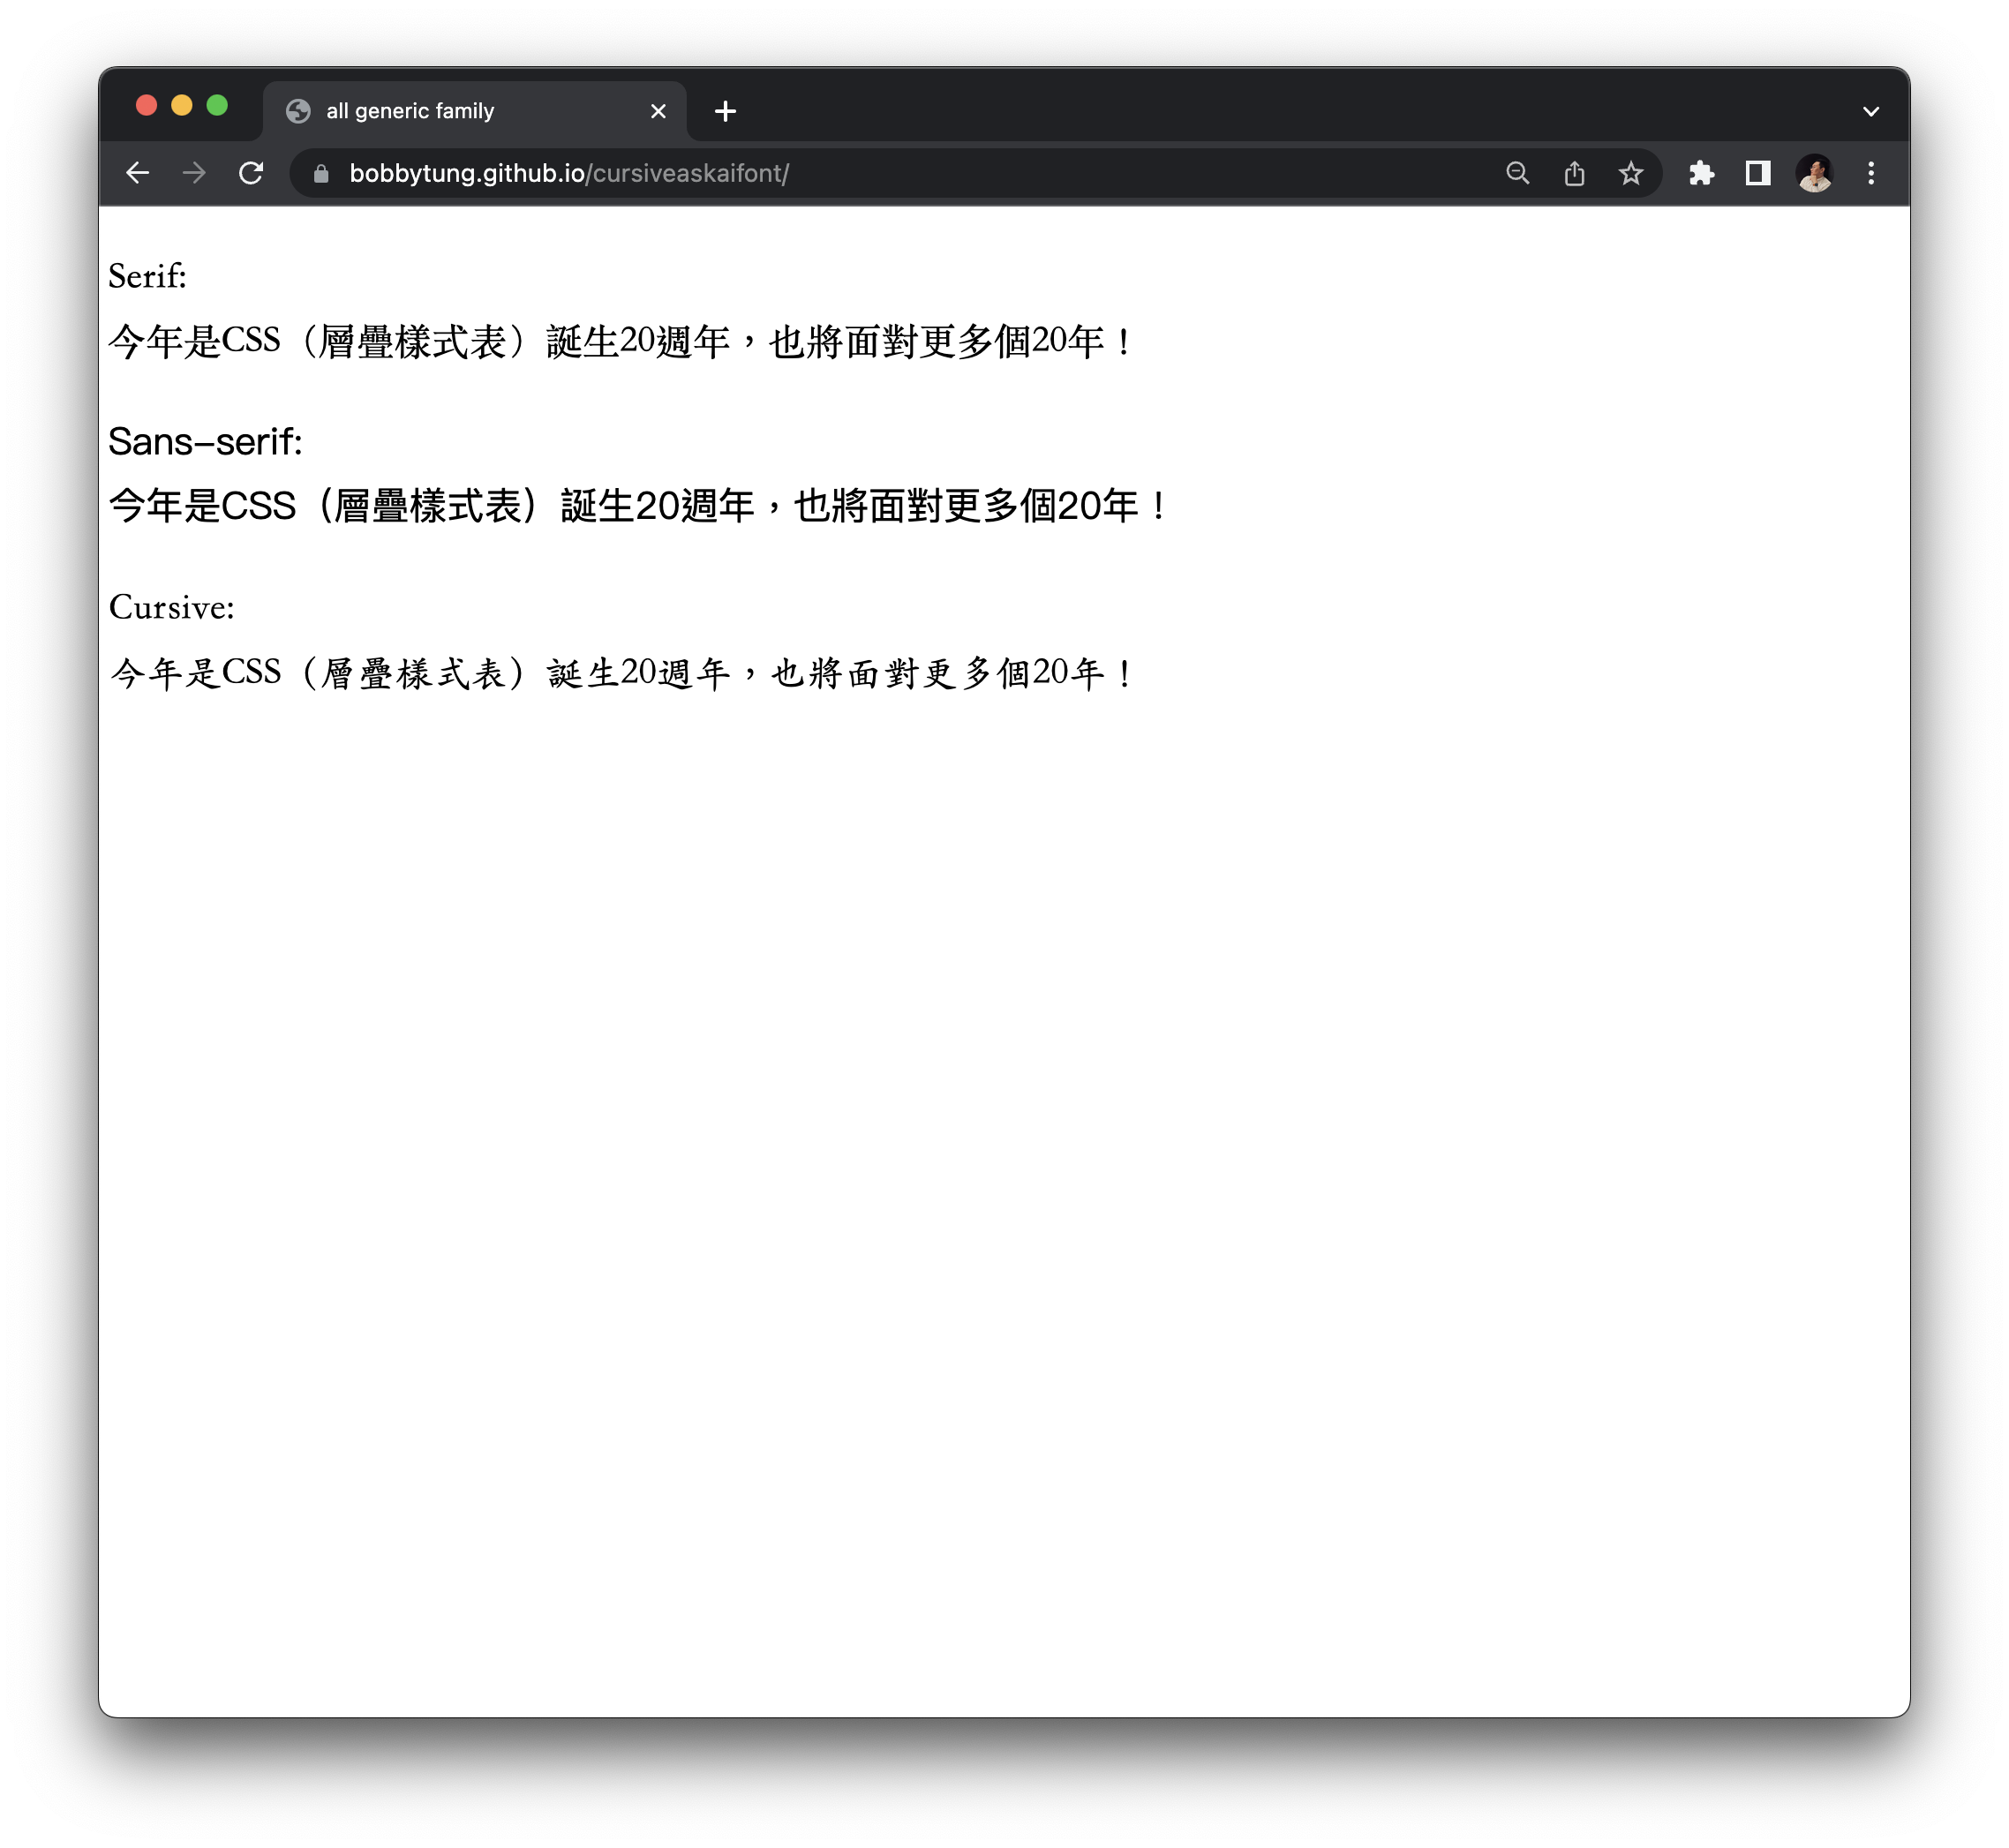 all generic family
bobbytung.github.io/cursiveaskaifont/
Serif:
今年是CSS（層疊樣式表）誕生20週年，也將面對更多個20年！
Sans-serif:
今年是CSS（層疊樣式表）誕生20週年，也將面對更多個20年！
Cursive:
今年是CSS（層疊樣式表）誕生20週年，也將面對更多個20年！